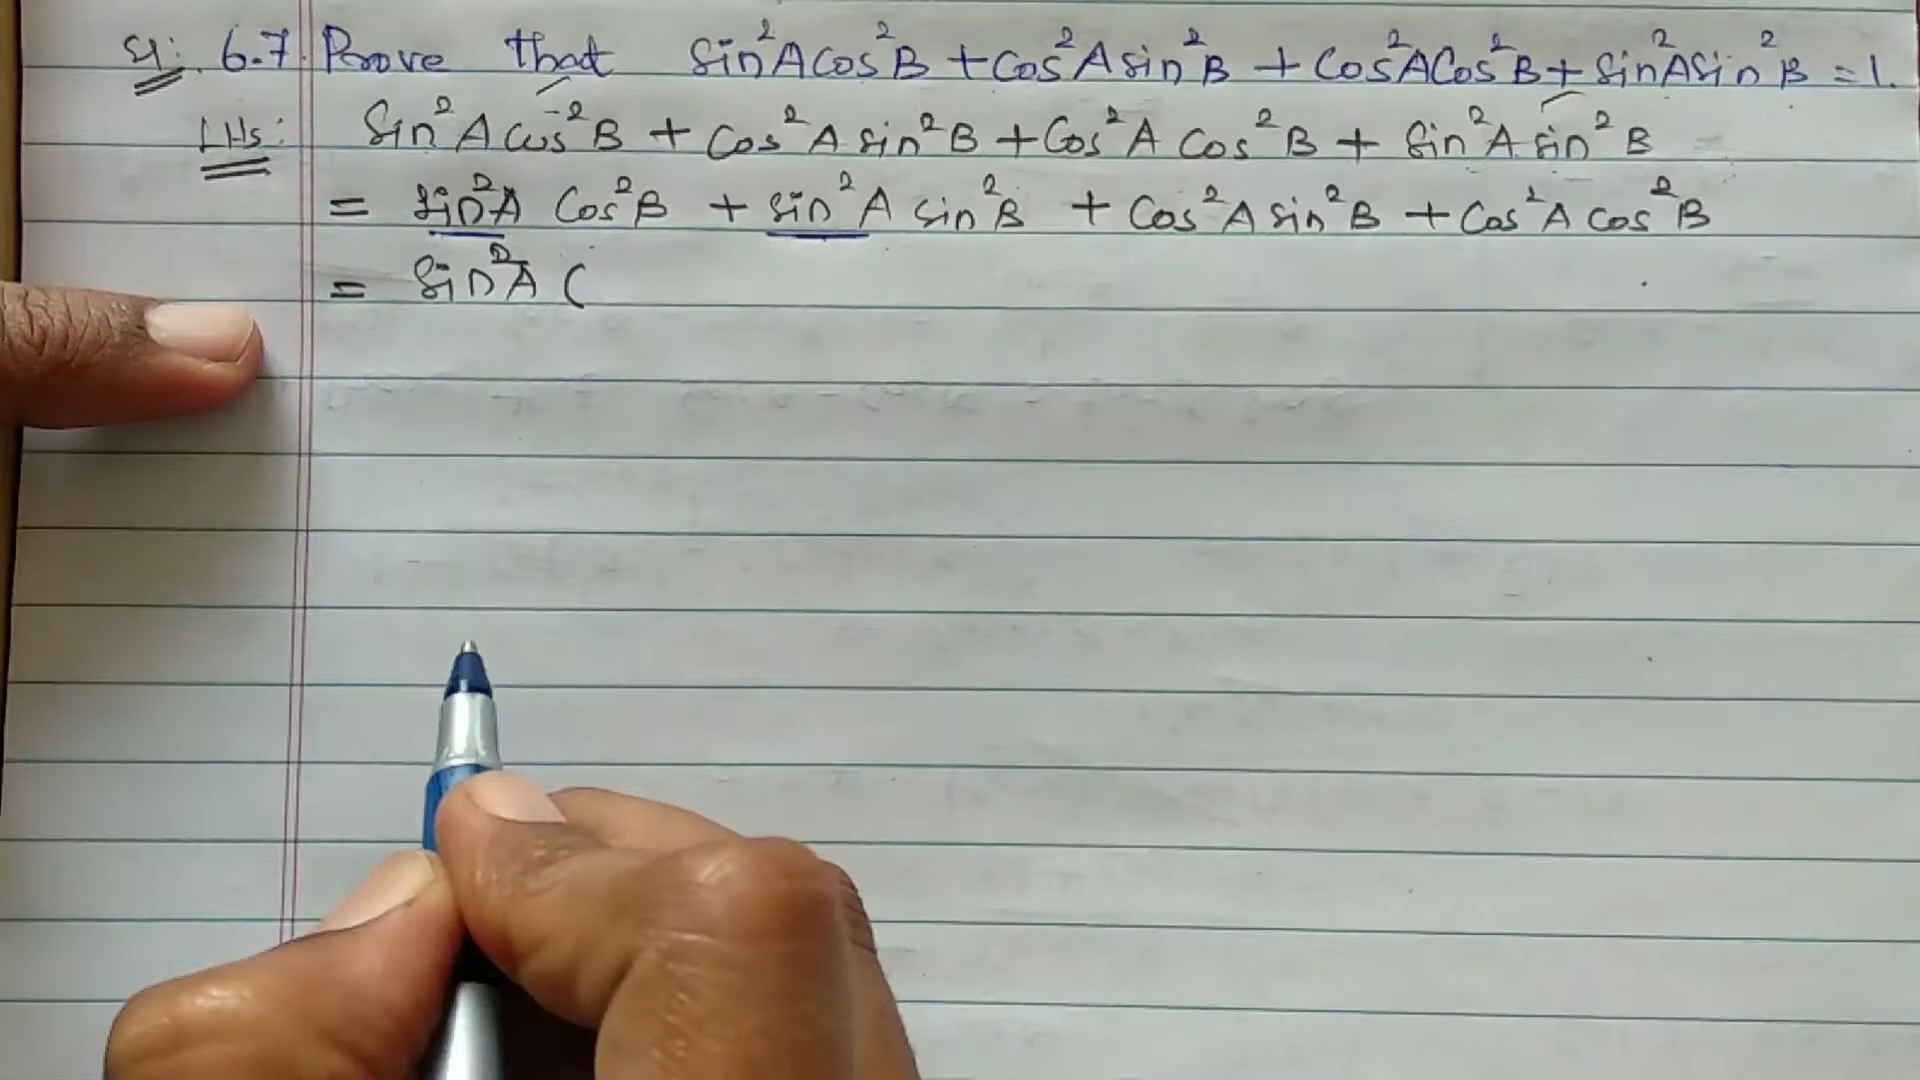 6.7 Prove that sin²A cos²B + cos²A sin²B + cos²A cos²B + sin²A sin²B = 1.
LHS: sin²A cos²B + cos²A sin²B + cos²A cos²B + sin²A sin²B
= sin²A cos²B + sin²A sin²B + cos²A sin²B + cos²A cos²B
= sin²A (